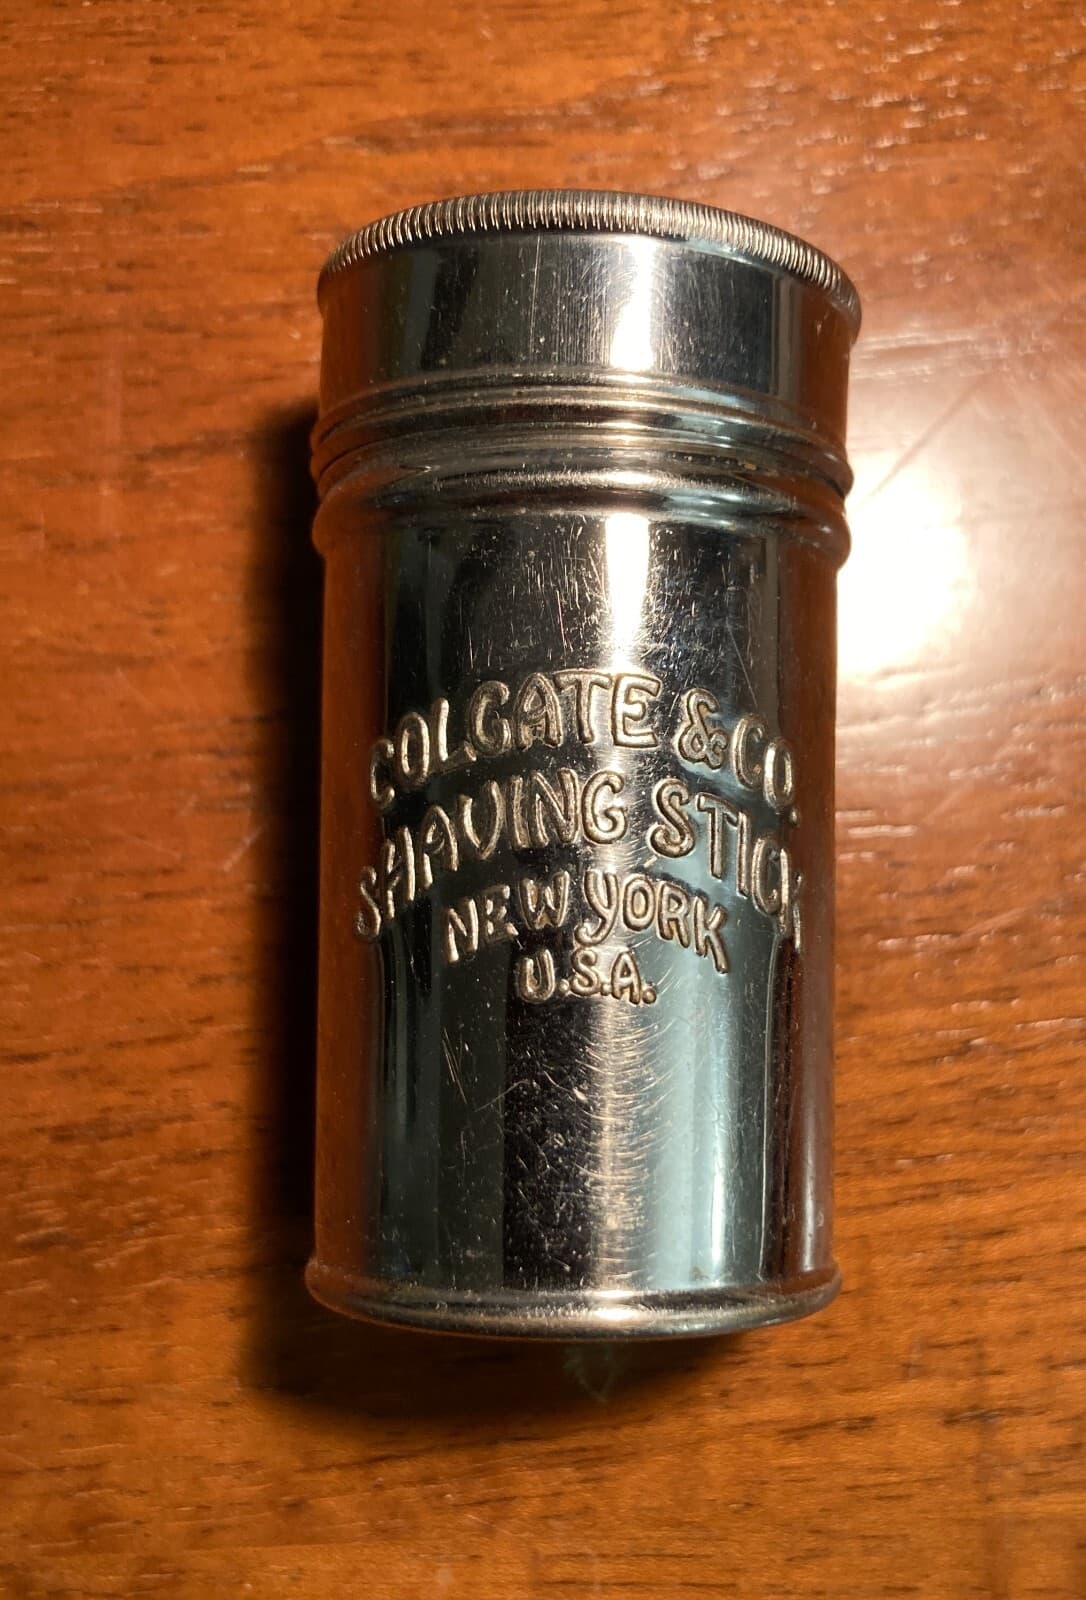 COLGATE & CO.
SHAVING STICK
NEW YORK
U.S.A.